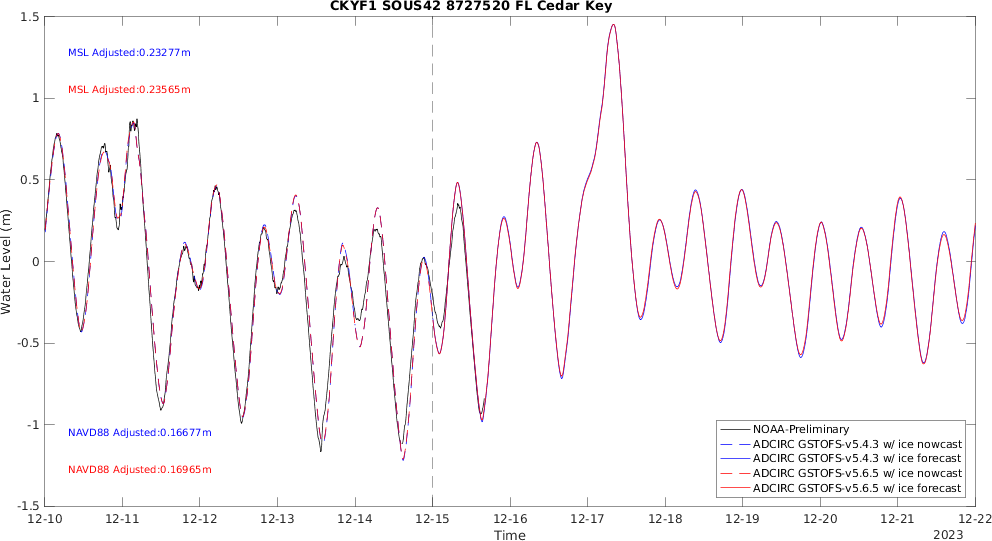 CKYF1 SOUS42 8727520 FL Cedar Key
1.5
1
0.5
0
-0.5
-1
-1.5
Water Level (m)
MSL Adjusted:0.23277m
MSL Adjusted:0.23565m
NAVD88 Adjusted:0.16677m
NAVD88 Adjusted:0.16965m
NOAA-Preliminary
ADCIRC GSTOFS-v5.4.3 w/ ice nowcast
ADCIRC GSTOFS-v5.4.3 w/ ice forecast
ADCIRC GSTOFS-v5.6.5 w/ ice nowcast
ADCIRC GSTOFS-v5.6.5 w/ ice forecast
12-10 12-11 12-12 12-13 12-14 12-15 12-16 12-17 12-18 12-19 12-20 12-21 12-22
Time
2023